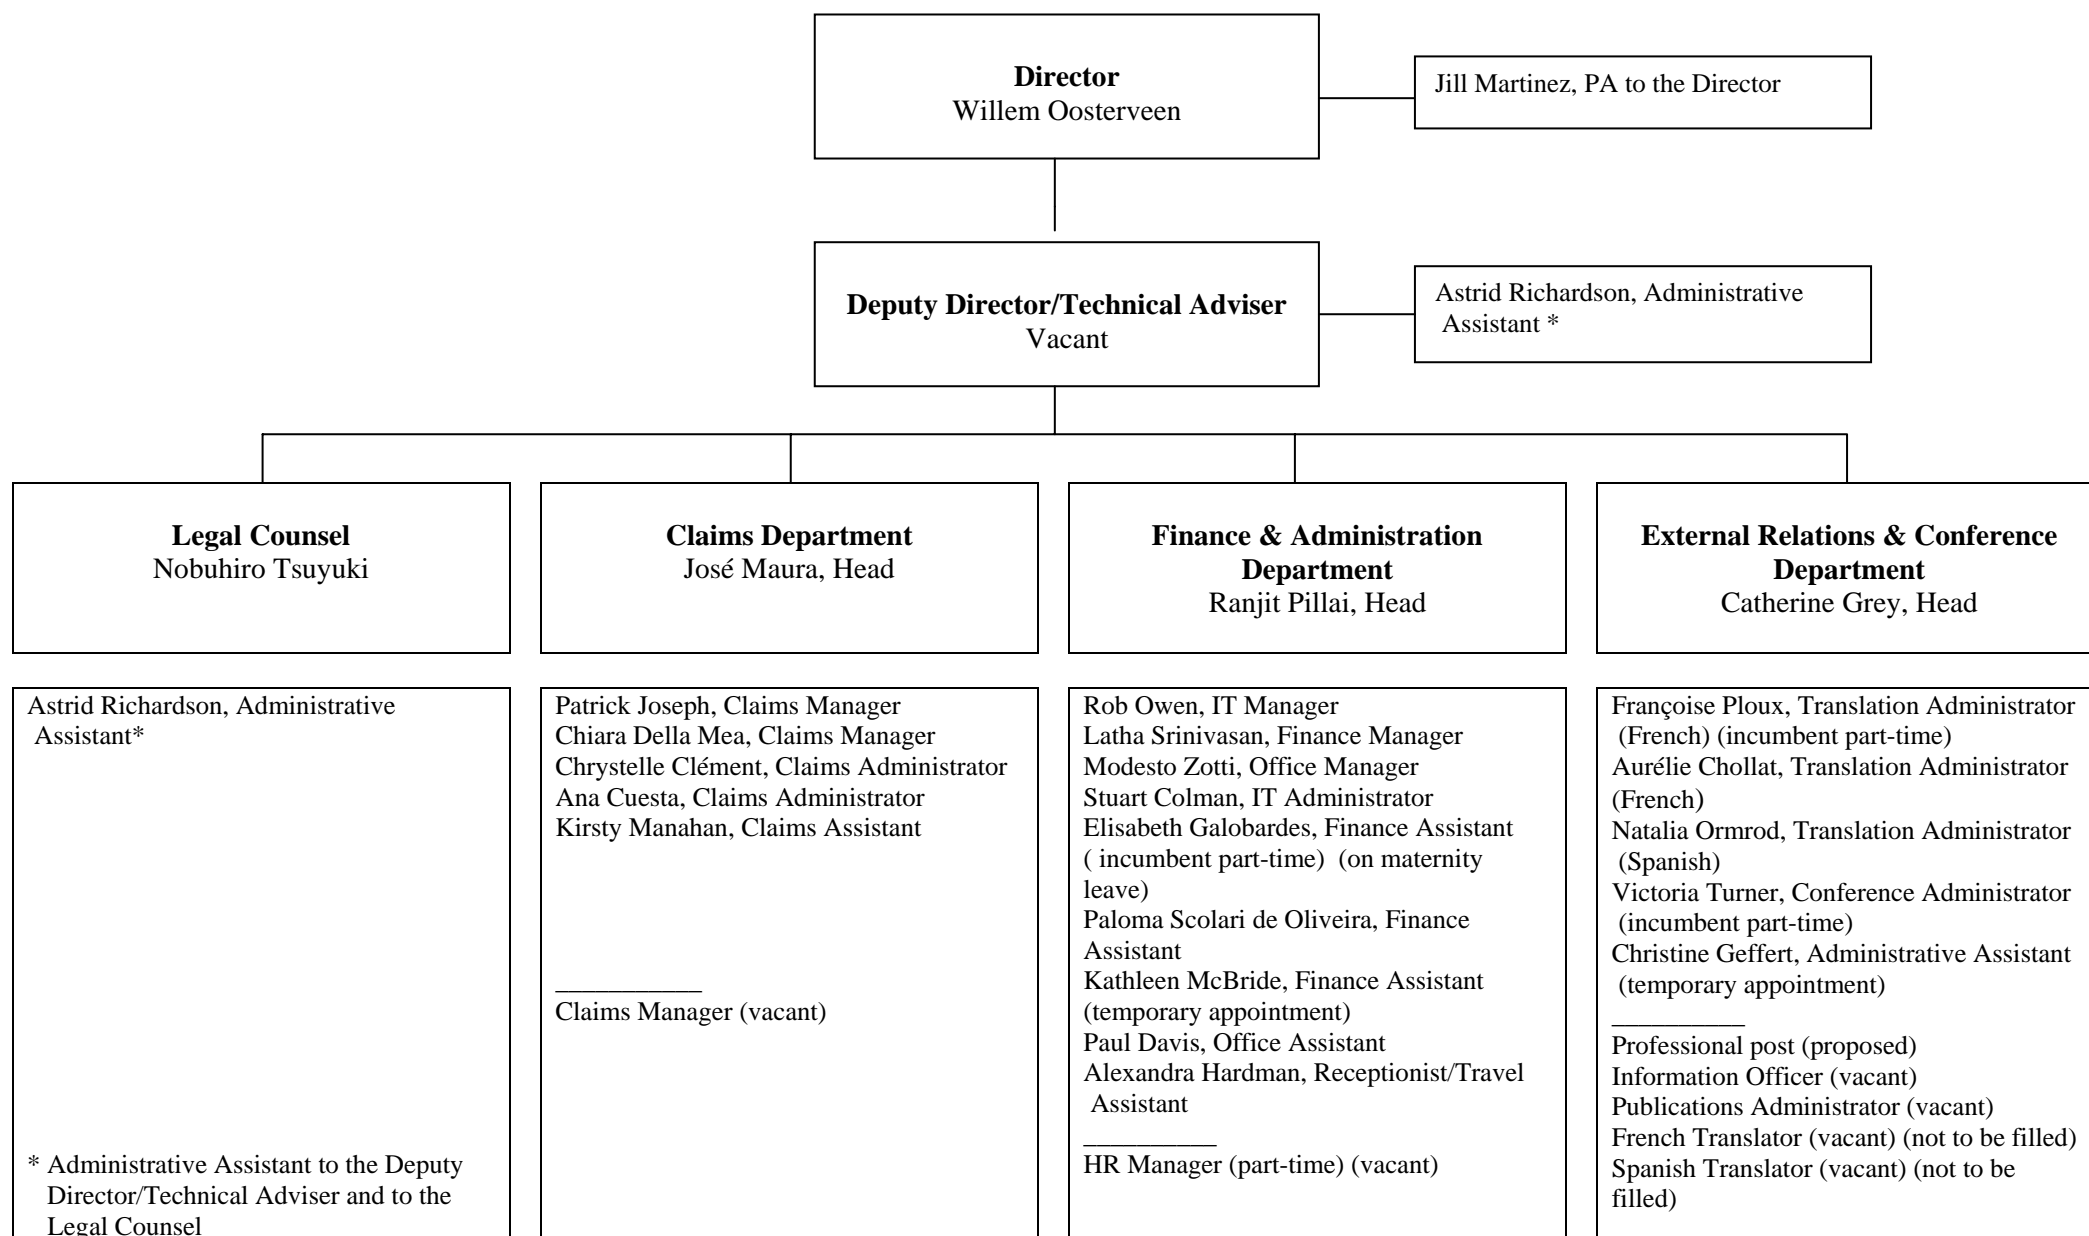 Director
Willem Oosterveen
Jill Martinez, PA to the Director
Deputy Director/Technical Adviser
Vacant
Astrid Richardson, Administrative
Assistant *
Legal Counsel
Nobuhiro Tsuyuki
Claims Department
José Maura, Head
Finance & Administration
Department
Ranjit Pillai, Head
External Relations & Conference
Department
Catherine Grey, Head
Astrid Richardson, Administrative
Assistant*
* Administrative Assistant to the Deputy
Director/Technical Adviser and to the
Legal Counsel
Patrick Joseph, Claims Manager
Chiara Della Mea, Claims Manager
Chrystelle Clément, Claims Administrator
Ana Cuesta, Claims Administrator
Kirsty Manahan, Claims Assistant
___________
Claims Manager (vacant)
Rob Owen, IT Manager
Latha Srinivasan, Finance Manager
Modesto Zotti, Office Manager
Stuart Colman, IT Administrator
Elisabeth Galobardes, Finance Assistant
( incumbent part-time)  (on maternity
leave)
Paloma Scolari de Oliveira, Finance
Assistant
Kathleen McBride, Finance Assistant
(temporary appointment)
Paul Davis, Office Assistant
Alexandra Hardman, Receptionist/Travel
Assistant
__________
HR Manager (part-time) (vacant)
Françoise Ploux, Translation Administrator
(French) (incumbent part-time)
Aurélie Chollat, Translation Administrator
(French)
Natalia Ormrod, Translation Administrator
(Spanish)
Victoria Turner, Conference Administrator
(incumbent part-time)
Christine Geffert, Administrative Assistant
(temporary appointment)
__________
Professional post (proposed)
Information Officer (vacant)
Publications Administrator (vacant)
French Translator (vacant) (not to be filled)
Spanish Translator (vacant) (not to be
filled)